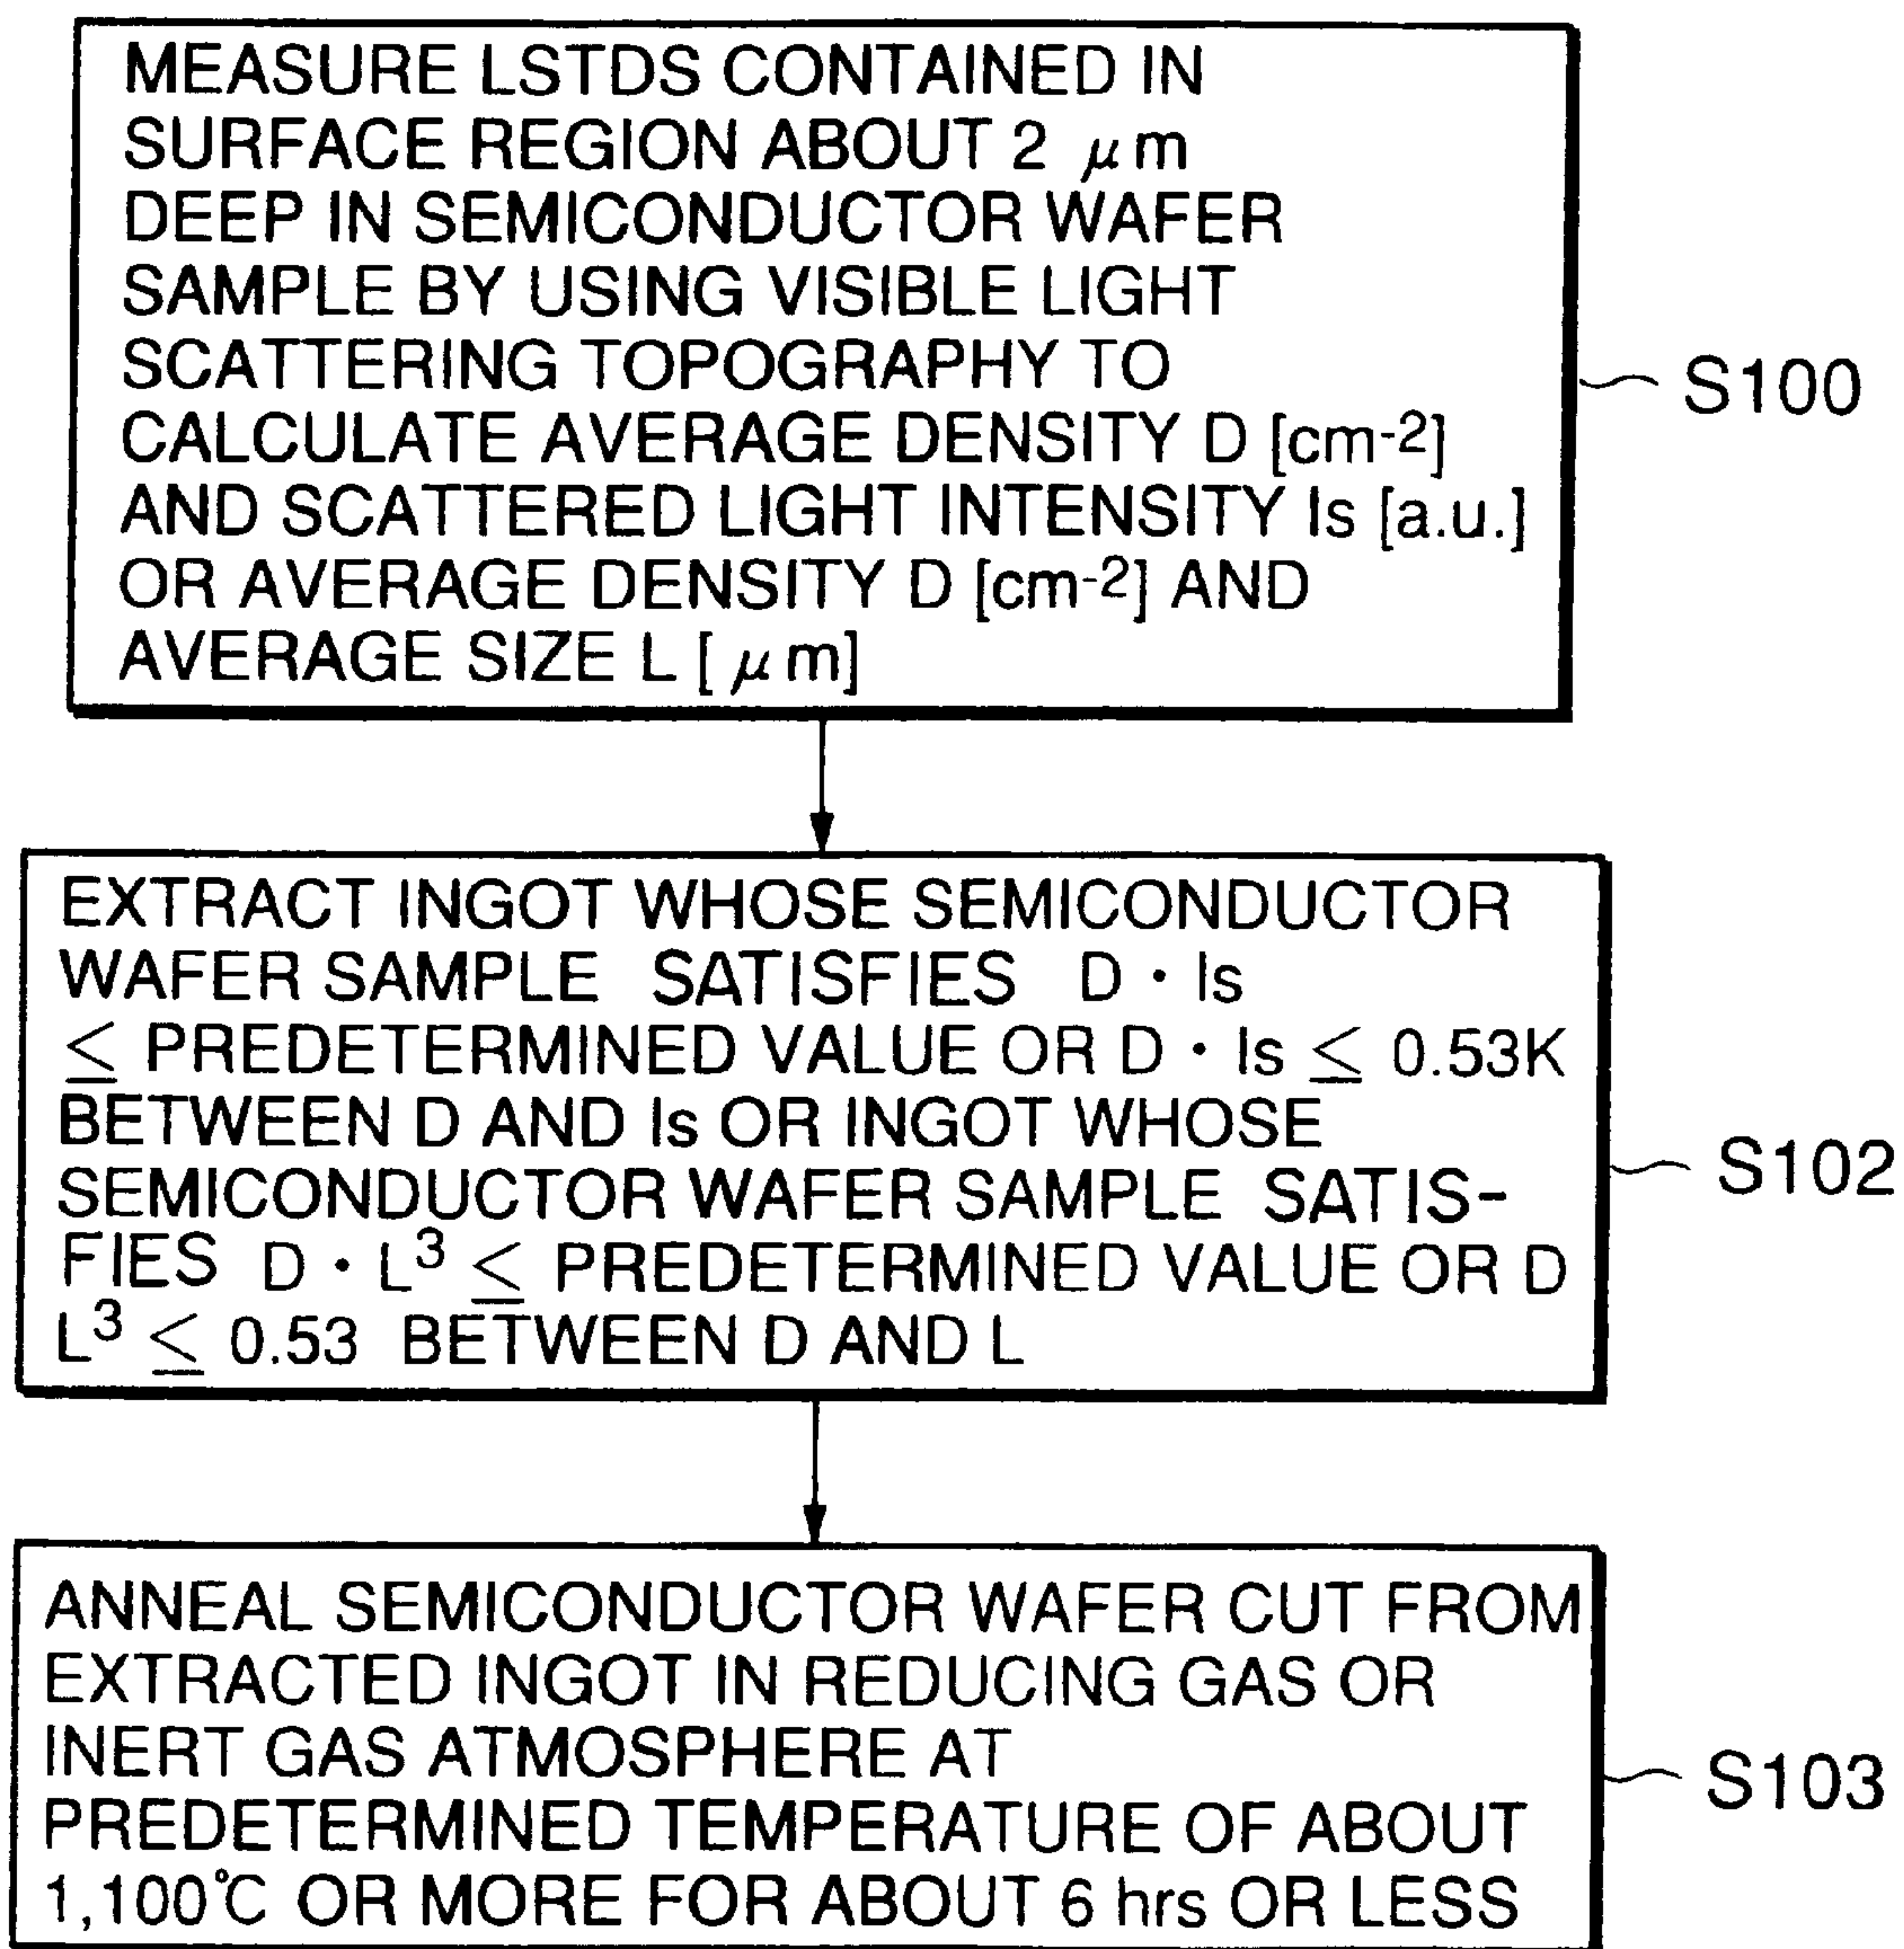 MEASURE LSTDS CONTAINED IN
SURFACE REGION ABOUT 2 μm
DEEP IN SEMICONDUCTOR WAFER
SAMPLE BY USING VISIBLE LIGHT
SCATTERING TOPOGRAPHY TO
CALCULATE AVERAGE DENSITY D [cm-2]
AND SCATTERED LIGHT INTENSITY Is [a.u.]
OR AVERAGE DENSITY D [cm-2] AND
AVERAGE SIZE L [ μm]
S100
EXTRACT INGOT WHOSE SEMICONDUCTOR
WAFER SAMPLE SATISFIES D · Is
≤ PREDETERMINED VALUE OR D · Is ≤ 0.53K
BETWEEN D AND Is OR INGOT WHOSE
SEMICONDUCTOR WAFER SAMPLE SATIS-
FIES D · L³ ≤ PREDETERMINED VALUE OR D
L³ ≤ 0.53 BETWEEN D AND L
S102
ANNEAL SEMICONDUCTOR WAFER CUT FROM
EXTRACTED INGOT IN REDUCING GAS OR
INERT GAS ATMOSPHERE AT
PREDETERMINED TEMPERATURE OF ABOUT
1,100℃ OR MORE FOR ABOUT 6 hrs OR LESS
S103